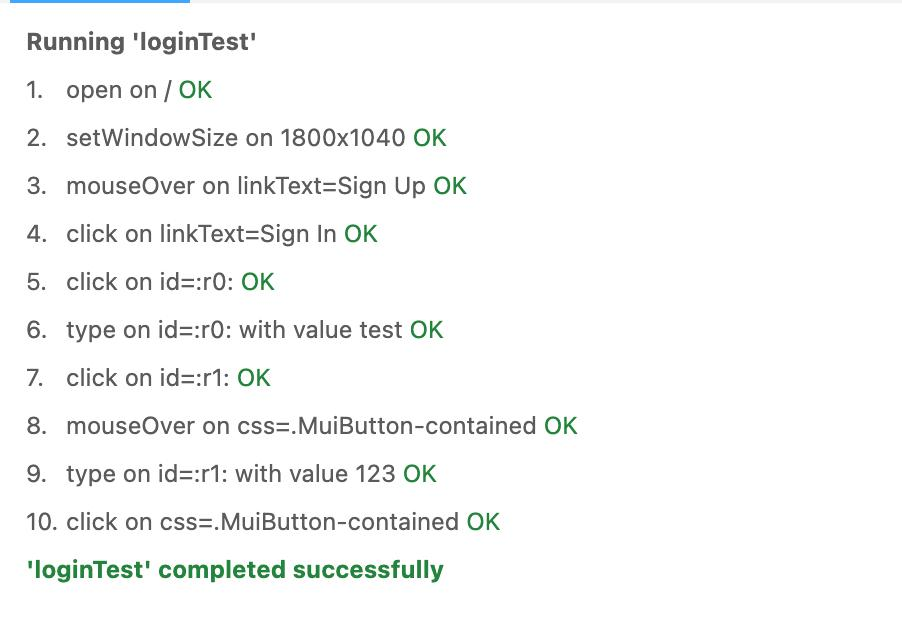 Running 'loginTest'
1. open on / OK
2. setWindowSize on 1800x1040 OK
3. mouseOver on linkText=Sign Up OK
4. click on linkText=Sign In OK
5. click on id=:r0: OK
6. type on id=:r0: with value test OK
7. click on id=:r1: OK
8. mouseOver on css=.MuiButton-contained OK
9. type on id=:r1: with value 123 OK
10. click on css=.MuiButton-contained OK
'loginTest' completed successfully